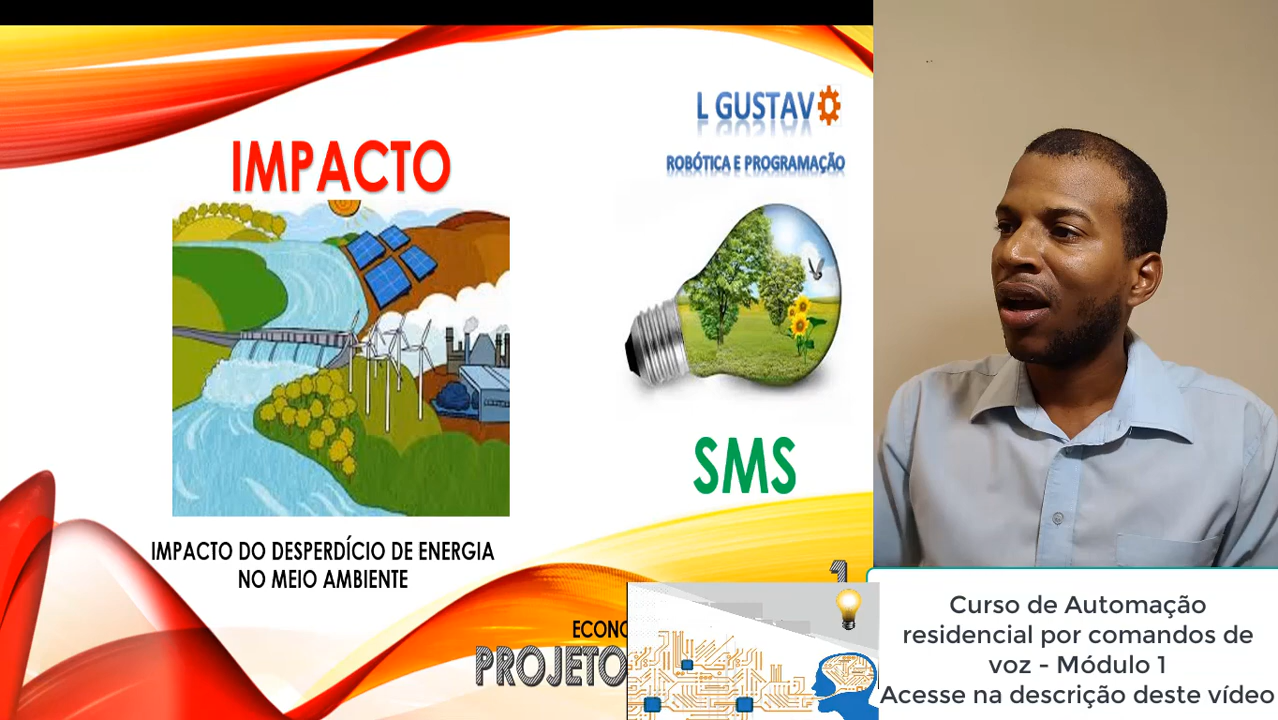 L GUSTAVO
ROBÓTICA E PROGRAMAÇÃO
IMPACTO
SMS
IMPACTO DO DESPERDÍCIO DE ENERGIA
NO MEIO AMBIENTE
PROJETO
Curso de Automação
residencial por comandos de
voz - Módulo 1
Acesse na descrição deste vídeo